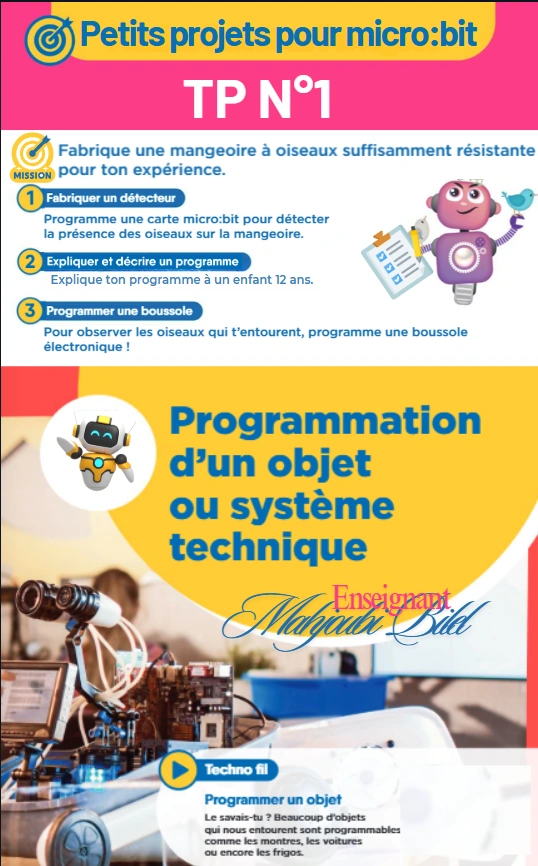 Petits projets pour micro:bit
TP N°1
MISSION
Fabrique une mangeoire à oiseaux suffisamment résistante
pour ton expérience.
1 Fabriquer un détecteur
Programme une carte micro:bit pour détecter
la présence des oiseaux sur la mangeoire.
2 Expliquer et décrire un programme
Explique ton programme à un enfant 12 ans.
3 Programmer une boussole
Pour observer les oiseaux qui t'entourent, programme une boussole
électronique !
Programmation
d'un objet
ou système
technique
Enseignant
Mahjoubi Bilel
Techno fil
Programmer un objet
Le savais-tu ? Beaucoup d'objets
qui nous entourent sont programmables
comme les montres, les voitures
ou encore les frigos.